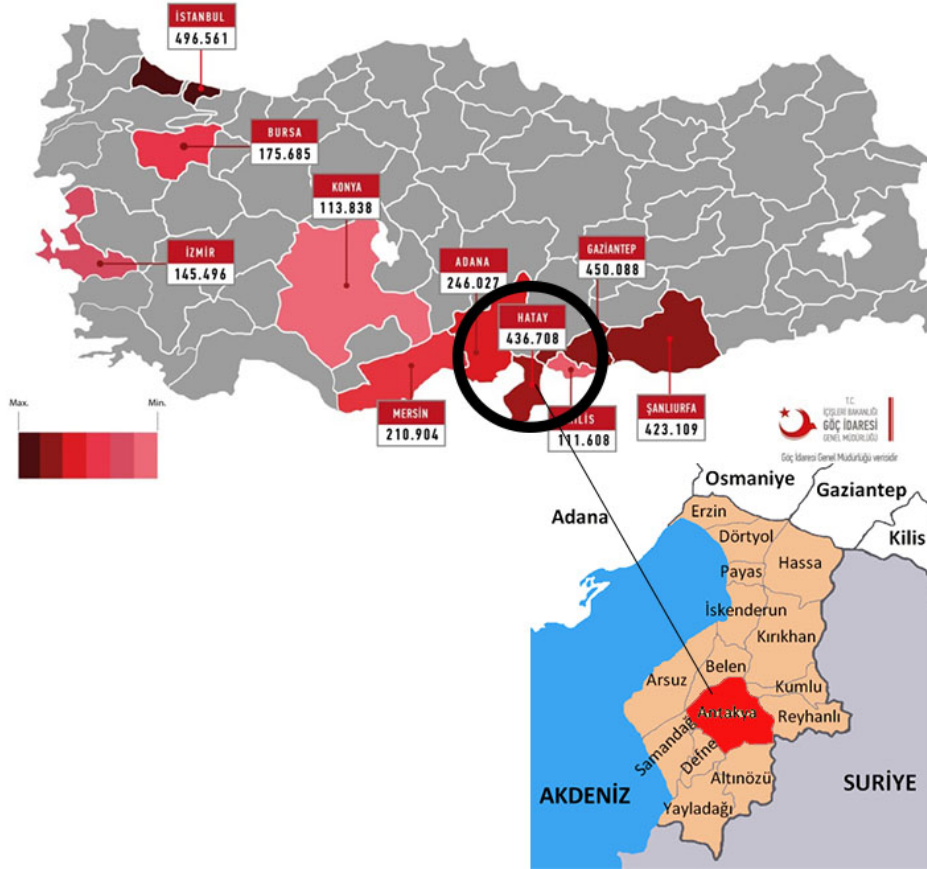 İSTANBUL
496.561
BURSA
175.685
KONYA
113.838
İZMİR
145.496
ADANA
246.027
GAZİANTEP
450.088
HATAY
436.708
MERSİN
210.904
111.608
ŞANLIURFA
423.109
Max.
Min.
T.C.
İÇİŞLERİ BAKANLIĞI
GÖÇ İDARESİ
GENEL MÜDÜRLÜĞÜ
Göç İdaresi Genel Müdürlüğü verisidir
Osmaniye
Gaziantep
Adana
Kilis
Erzin
Dörtyol
Hassa
Payas
İskenderun
Kırıkhan
Belen
Arsuz
Kumlu
Antakya
Reyhanlı
Samandağ
Defne
Altınözü
Yayladağı
AKDENİZ
SURİYE